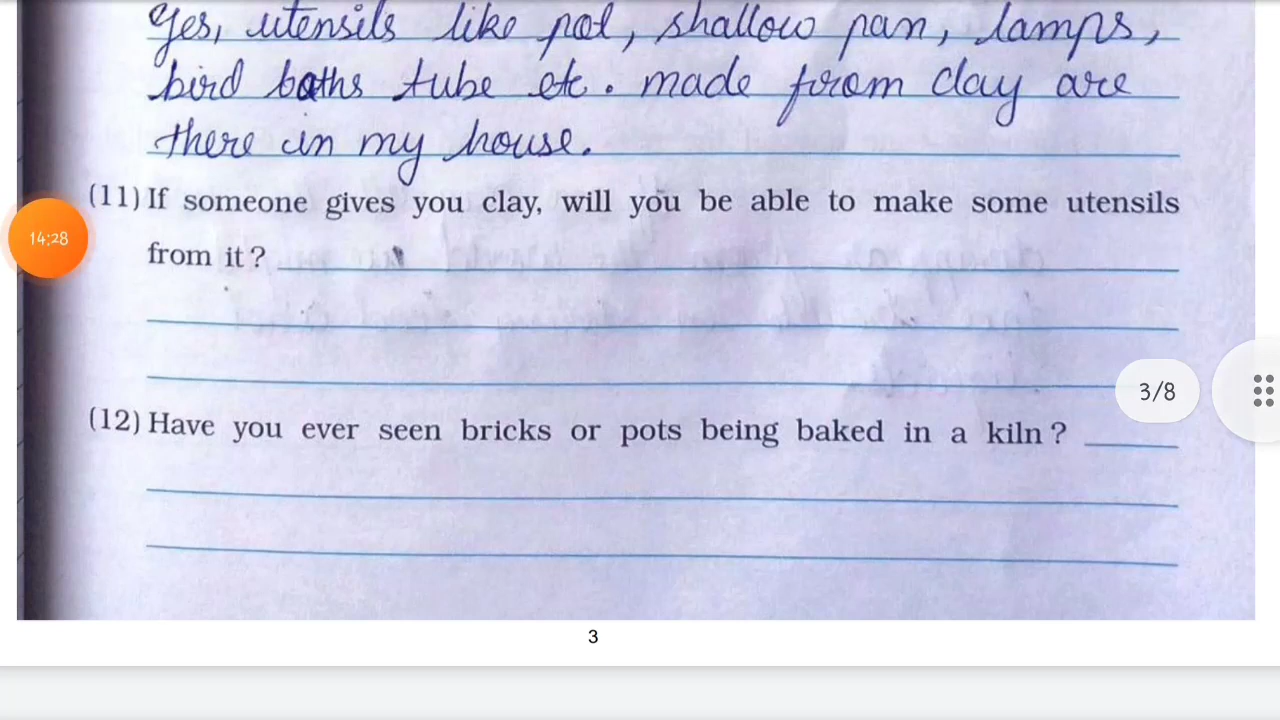 Yes, utensils like pot, shallow pan, lamps,
bird baths tube etc. made from clay are
there in my house.
(11) If someone gives you clay, will you be able to make some utensils
from it ?
14:28
3/8
(12) Have you ever seen bricks or pots being baked in a kiln ?
3